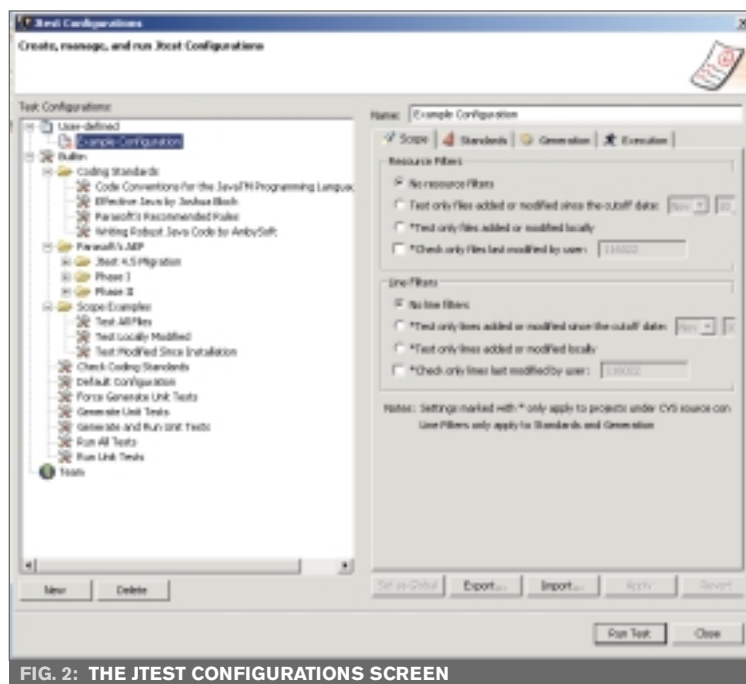 Jtest Configurations
Create, manage, and run Jtest Configurations
Test Configurations:
User-defined
Example Configuration
Builtin
Coding Standards
Code Conventions for the JavaTM Programming Languag
Effective Java by Joshua Bloch
Parasoft's Recommended Rules
Writing Robust Java Code by AmbySoft
Parasoft's AEP
Jtest 4.5 Migration
Phase I
Phase II
Scope Examples
Test All Files
Test Locally Modified
Test Modified Since Installation
Check Coding Standards
Default Configuration
Force Generate Unit Tests
Generate Unit Tests
Generate and Run Unit Tests
Run All Tests
Run Unit Tests
Team
New Delete
Name: Example Configuration
Scope Standards Generation Execution
Resource Filters
No resource filters
Test only files added or modified since the cutoff date: Nov
*Test only files added or modified locally
*Check only files last modified by user:
Line Filters
No line filters
*Test only lines added or modified since the cutoff date: Nov
*Test only lines added or modified locally
*Check only lines last modified by user:
Notes: Settings marked with * only apply to projects under CVS source con
Line Filters only apply to Standards and Generation
Set as Global Export... Import... Apply Revert
Run Test Close
FIG. 2: THE JTEST CONFIGURATIONS SCREEN